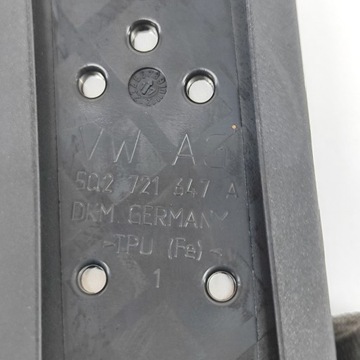 VW AG
5Q2 721 647 A
DKM GERMANY
>TPU (Fe)<
1